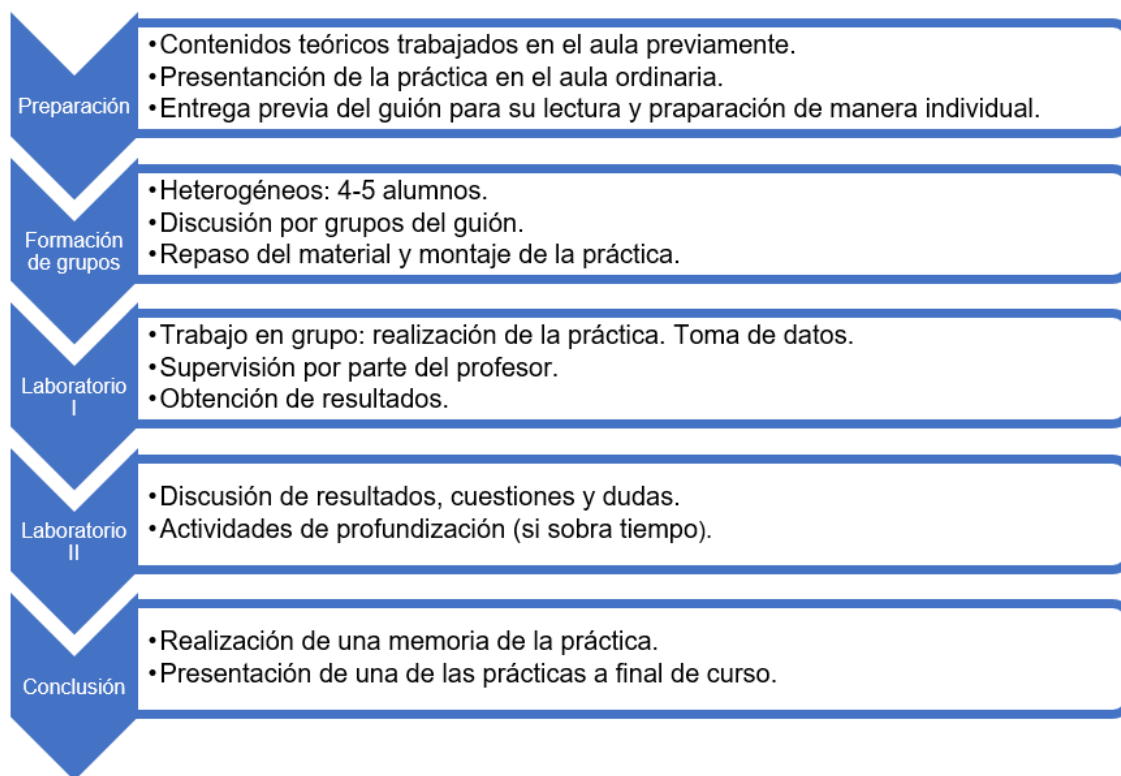 Preparación
•Contenidos teóricos trabajados en el aula previamente.
•Presentanción de la práctica en el aula ordinaria.
•Entrega previa del guión para su lectura y praparación de manera individual.
Formación
de grupos
•Heterogéneos: 4-5 alumnos.
•Discusión por grupos del guión.
•Repaso del material y montaje de la práctica.
Laboratorio
I
•Trabajo en grupo: realización de la práctica. Toma de datos.
•Supervisión por parte del profesor.
•Obtención de resultados.
Laboratorio
II
•Discusión de resultados, cuestiones y dudas.
•Actividades de profundización (si sobra tiempo).
Conclusión
•Realización de una memoria de la práctica.
•Presentación de una de las prácticas a final de curso.